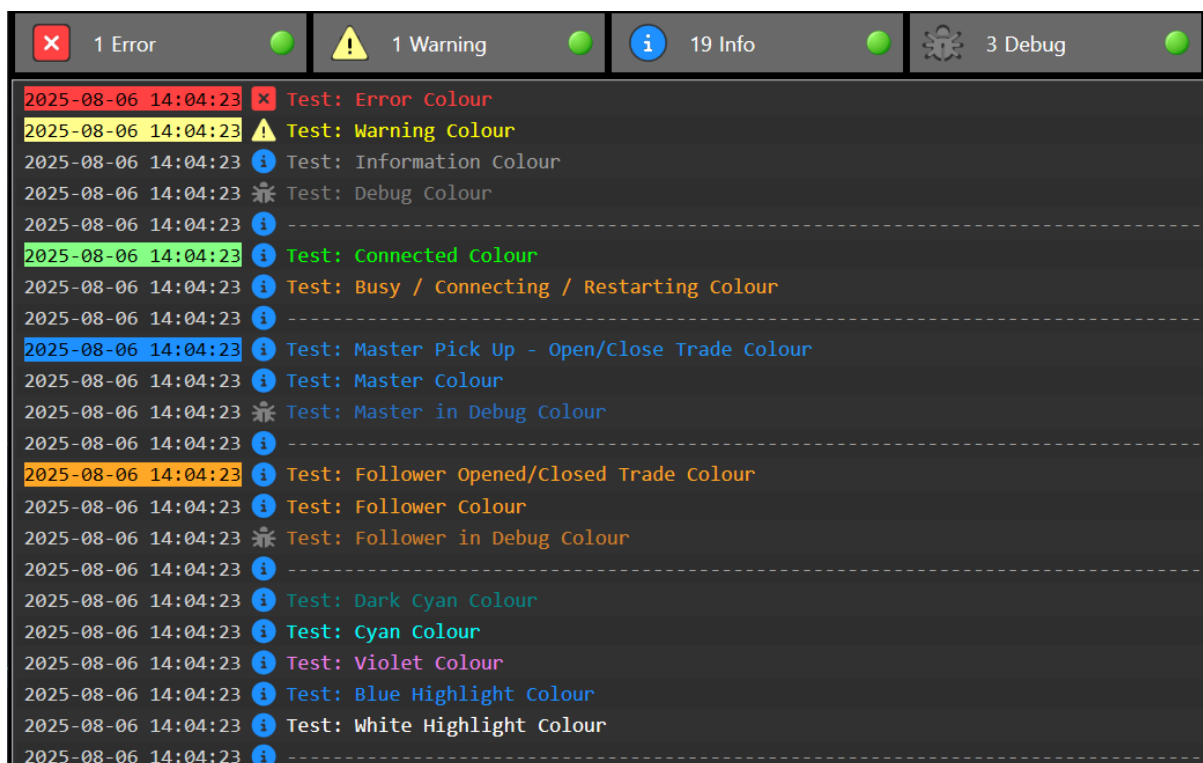 1 Error 1 Warning 19 Info 3 Debug
2025-08-06 14:04:23 Test: Error Colour
2025-08-06 14:04:23 Test: Warning Colour
2025-08-06 14:04:23 Test: Information Colour
2025-08-06 14:04:23 Test: Debug Colour
2025-08-06 14:04:23 --------------------------------------------------------------------------------
2025-08-06 14:04:23 Test: Connected Colour
2025-08-06 14:04:23 Test: Busy / Connecting / Restarting Colour
2025-08-06 14:04:23 --------------------------------------------------------------------------------
2025-08-06 14:04:23 Test: Master Pick Up - Open/Close Trade Colour
2025-08-06 14:04:23 Test: Master Colour
2025-08-06 14:04:23 Test: Master in Debug Colour
2025-08-06 14:04:23 --------------------------------------------------------------------------------
2025-08-06 14:04:23 Test: Follower Opened/Closed Trade Colour
2025-08-06 14:04:23 Test: Follower Colour
2025-08-06 14:04:23 Test: Follower in Debug Colour
2025-08-06 14:04:23 --------------------------------------------------------------------------------
2025-08-06 14:04:23 Test: Dark Cyan Colour
2025-08-06 14:04:23 Test: Cyan Colour
2025-08-06 14:04:23 Test: Violet Colour
2025-08-06 14:04:23 Test: Blue Highlight Colour
2025-08-06 14:04:23 Test: White Highlight Colour
2025-08-06 14:04:23 --------------------------------------------------------------------------------